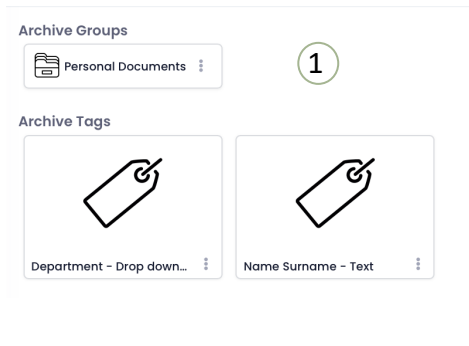 Archive Groups
Personal Documents
1
Archive Tags
Department - Drop down...
Name Surname - Text